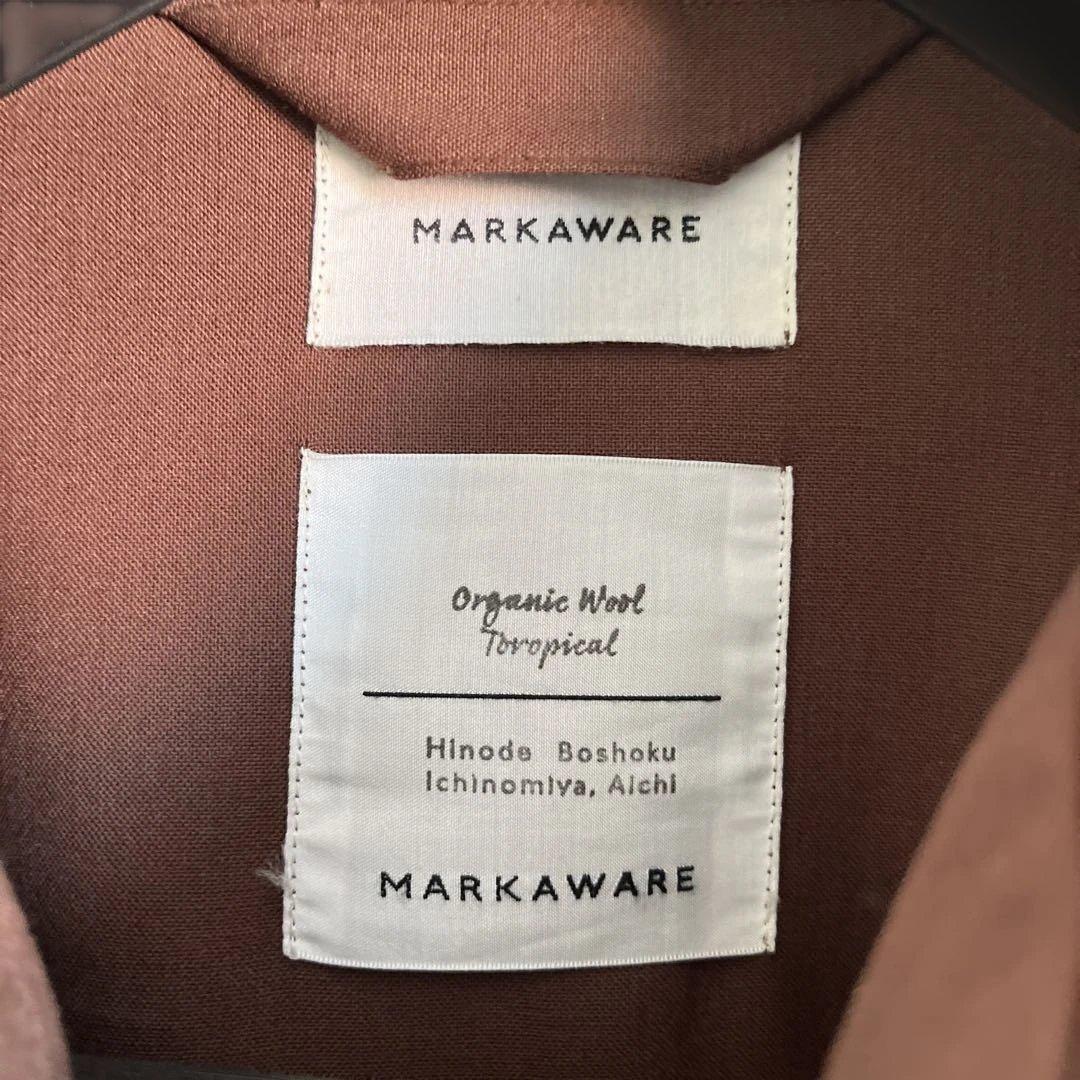 MARKAWARE
Organic Wool
Toropical
Hinode Boshoku
Ichinomiya, Aichi
MARKAWARE